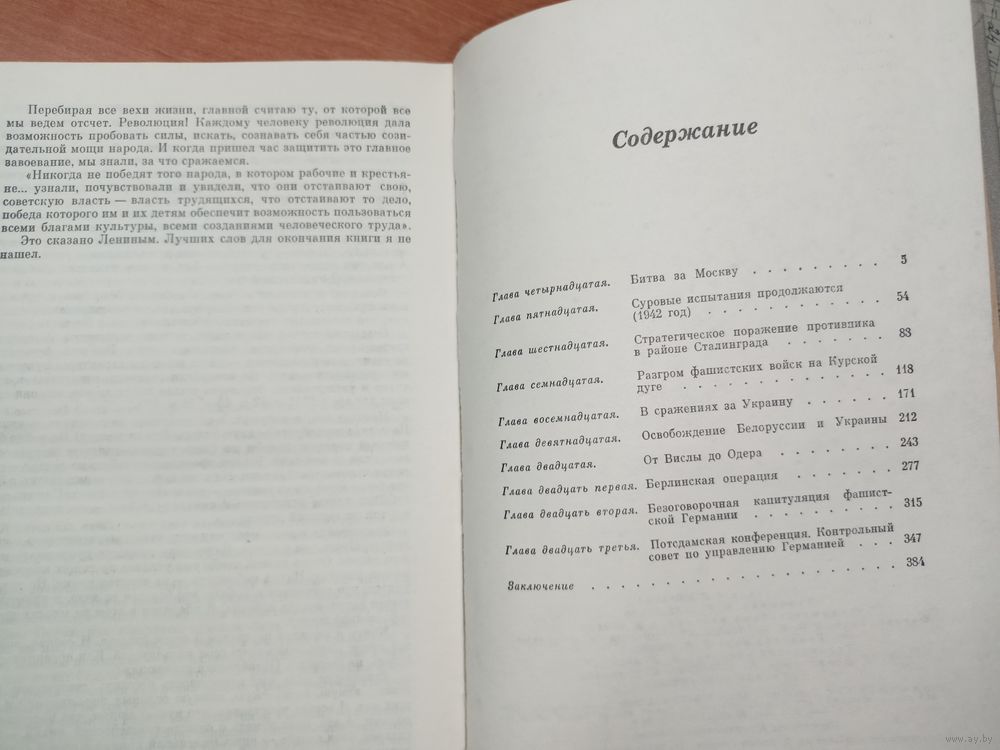 Перебирая все вехи жизни, главной считаю ту, от которой все
мы ведем отсчет. Революция! Каждому человеку революция дала
возможность пробовать силы, искать, сознавать себя частью сози-
дательной мощи народа. И когда пришел час защитить это главное
завоевание, мы знали, за что сражаемся.
«Никогда не победят того народа, в котором рабочие и крестья-
не... узнали, почувствовали и увидели, что они отстаивают свою,
советскую власть — власть трудящихся, что отстаивают то дело,
победа которого им и их детям обеспечит возможность пользоваться
всеми благами культуры, всеми созданиями человеческого труда».
Это сказано Лениным. Лучших слов для окончания книги я не
нашел.
Содержание
Глава четырнадцатая. Битва за Москву . . . . . . . . . 5
Глава пятнадцатая. Суровые испытания продолжаются
(1942 год) . . . . . . . . . . . 54
Глава шестнадцатая. Стратегическое поражение противника
в районе Сталинграда . . . . . . . 83
Глава семнадцатая. Разгром фашистских войск на Курской
дуге . . . . . . . . . . . . . 118
Глава восемнадцатая. В сражениях за Украину . . . . . . 171
Глава девятнадцатая. Освобождение Белоруссии и Украины 212
Глава двадцатая. От Вислы до Одера . . . . . . . . 243
Глава двадцать первая. Берлинская операция . . . . . . . 277
Глава двадцать вторая. Безоговорочная капитуляция фашист-
ской Германии . . . . . . . . . . 315
Глава двадцать третья. Потсдамская конференция. Контрольный
совет по управлению Германией . . . 347
Заключение . . . . . . . . . . . . . . . . . . . . . 384
www.ay.by